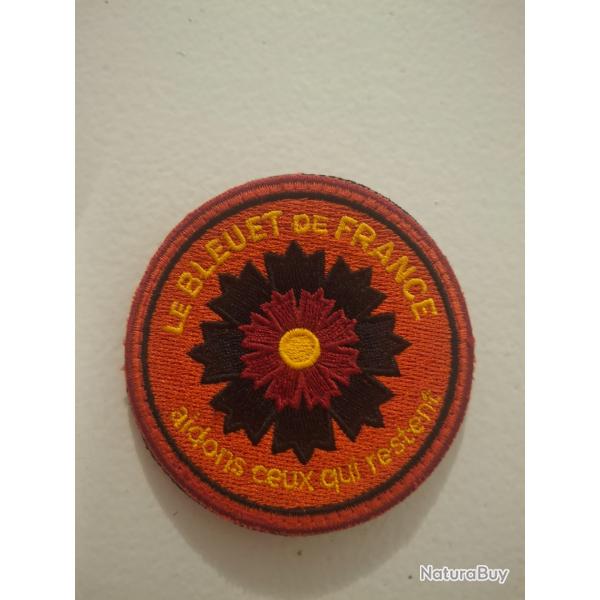 LE BLEUET DE FRANCE
aidons ceux qui restent
NaturaBuy